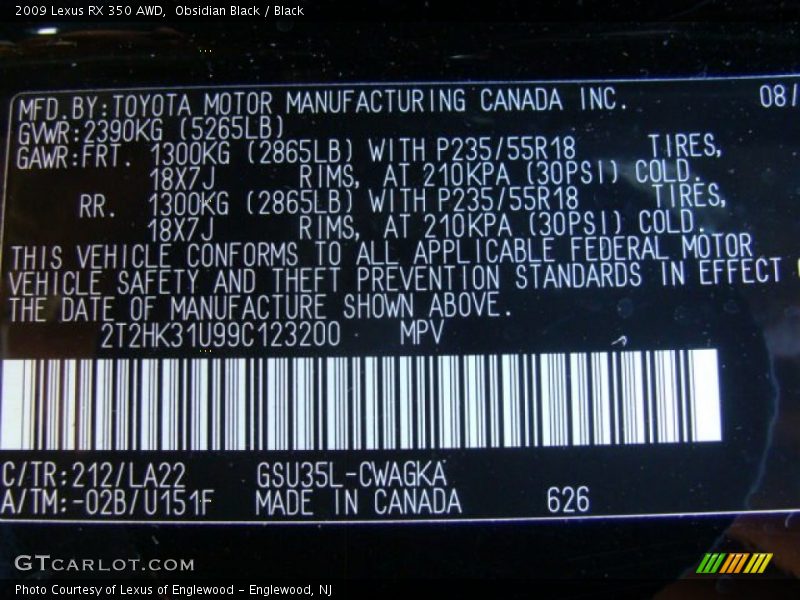 2009 Lexus RX 350 AWD,  Obsidian Black / Black
MFD.BY:TOYOTA MOTOR MANUFACTURING CANADA INC.  08/
GVWR:2390KG (5265LB)
GAWR:FRT. 1300KG (2865LB) WITH P235/55R18 TIRES,
18X7J RIMS, AT 210KPA (30PSI) COLD.
RR. 1300KG (2865LB) WITH P235/55R18 TIRES,
18X7J RIMS, AT 210KPA (30PSI) COLD.
THIS VEHICLE CONFORMS TO ALL APPLICABLE FEDERAL MOTOR
VEHICLE SAFETY AND THEFT PREVENTION STANDARDS IN EFFECT
THE DATE OF MANUFACTURE SHOWN ABOVE.
2T2HK31U99C123200 MPV
C/TR:212/LA22 GSU35L-CWAGKA
A/TM:-02B/U151F MADE IN CANADA 626
GTCARLOT.COM
Photo Courtesy of Lexus of Englewood - Englewood, NJ